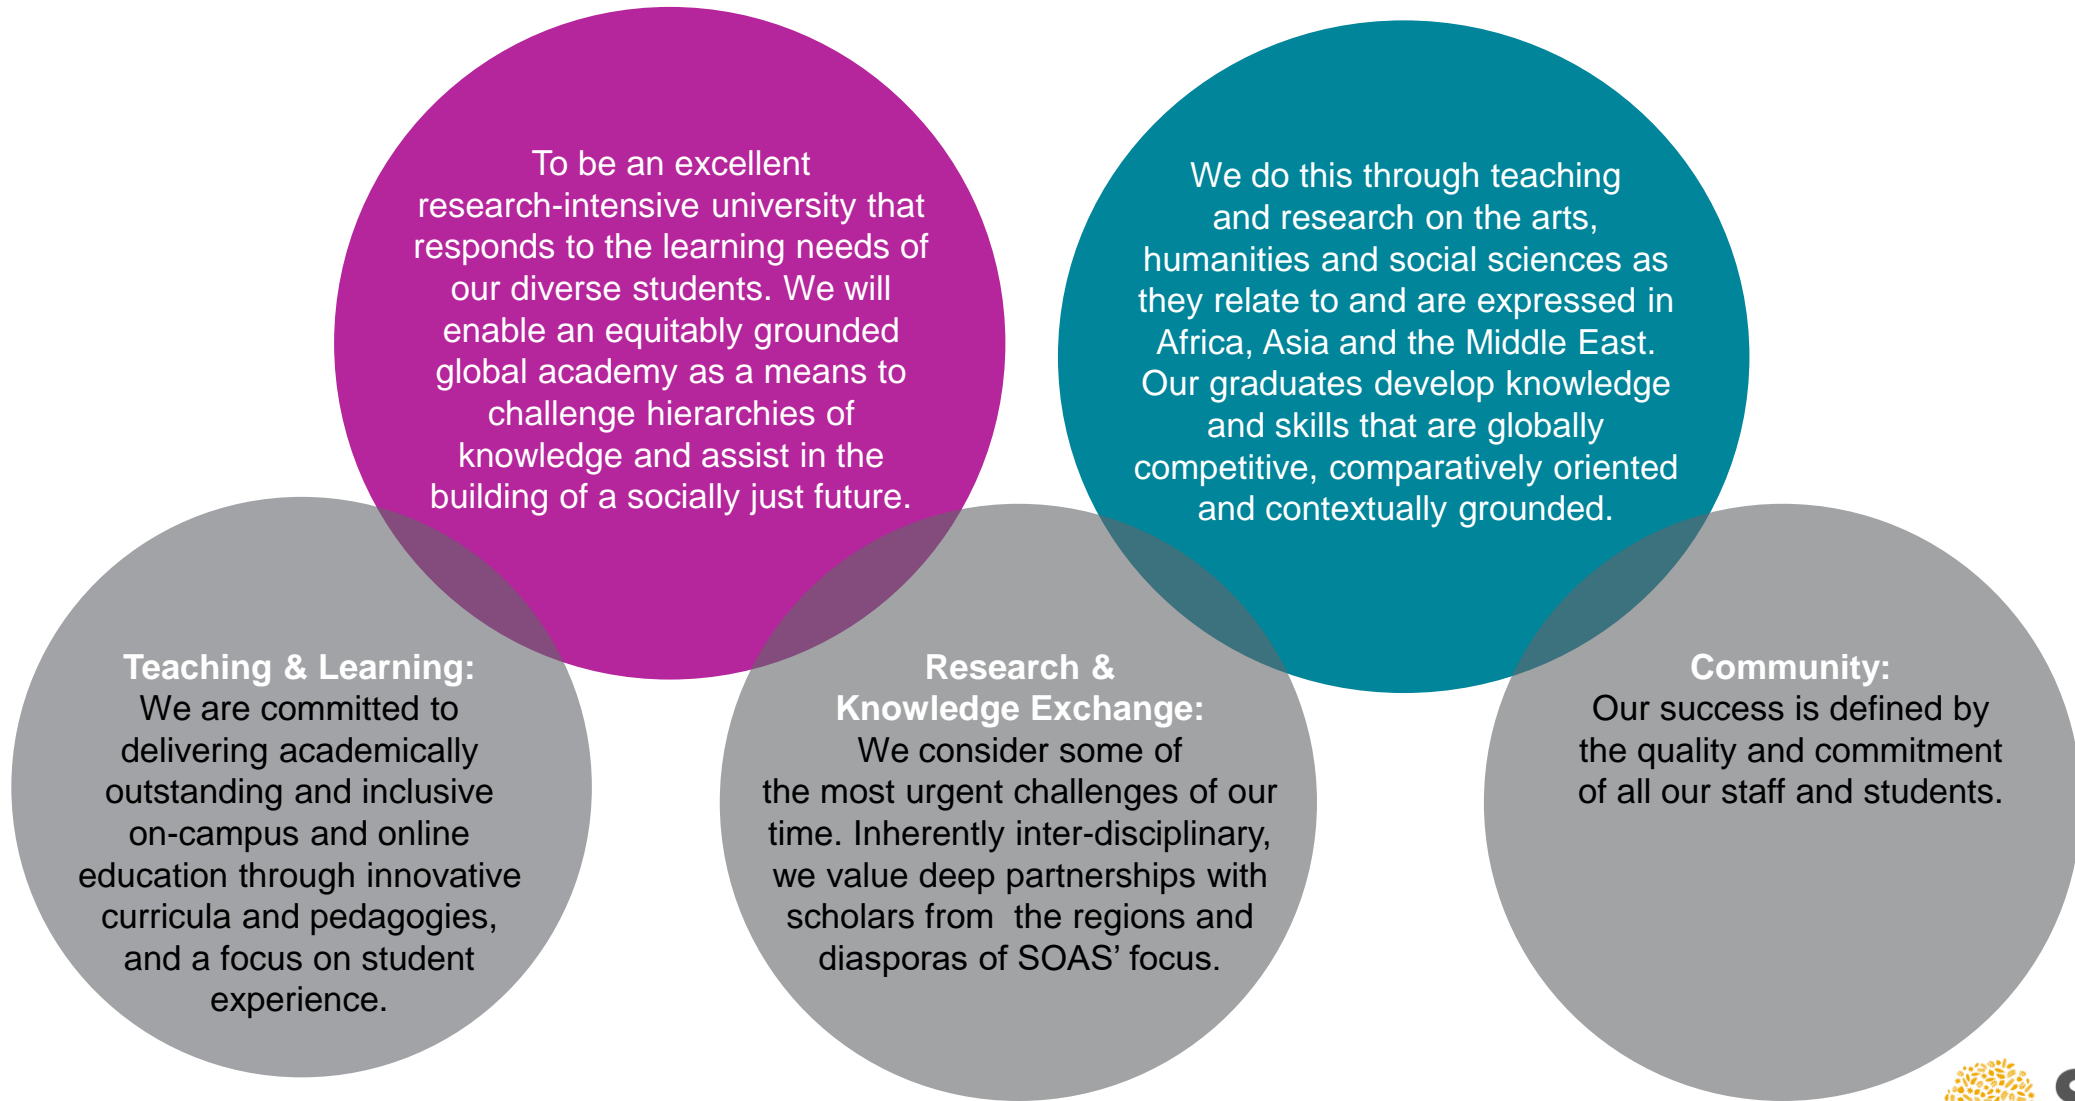 To be an excellent
research-intensive university that
responds to the learning needs of
our diverse students. We will
enable an equitably grounded
global academy as a means to
challenge hierarchies of
knowledge and assist in the
building of a socially just future.
We do this through teaching
and research on the arts,
humanities and social sciences as
they relate to and are expressed in
Africa, Asia and the Middle East.
Our graduates develop knowledge
and skills that are globally
competitive, comparatively oriented
and contextually grounded.
Teaching & Learning:
We are committed to
delivering academically
outstanding and inclusive
on-campus and online
education through innovative
curricula and pedagogies,
and a focus on student
experience.
Research &
Knowledge Exchange:
We consider some of
the most urgent challenges of our
time. Inherently inter-disciplinary,
we value deep partnerships with
scholars from  the regions and
diasporas of SOAS’ focus.
Community:
Our success is defined by
the quality and commitment
of all our staff and students.